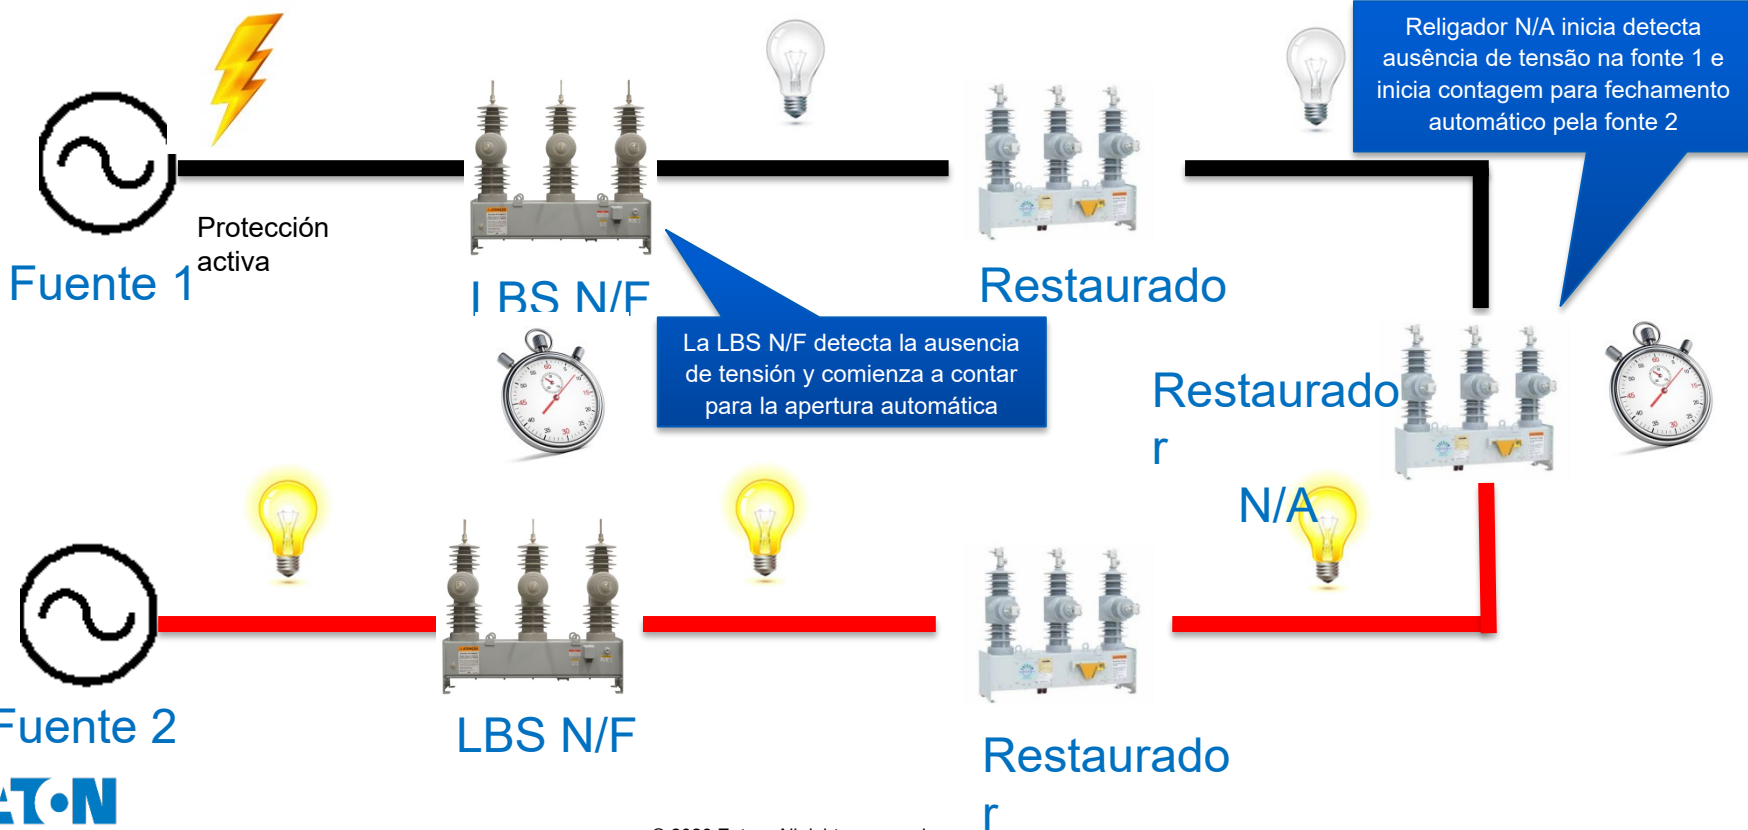 Religador N/A inicia detecta
ausência de tensão na fonte 1 e
inicia contagem para fechamento
automático pela fonte 2
Protección
activa
Fuente 1
LBS N/F
Restaurado
La LBS N/F detecta la ausencia
de tensión y comienza a contar
para la apertura automática
Restaurado
r
N/A
Fuente 2
LBS N/F
Restaurado
r